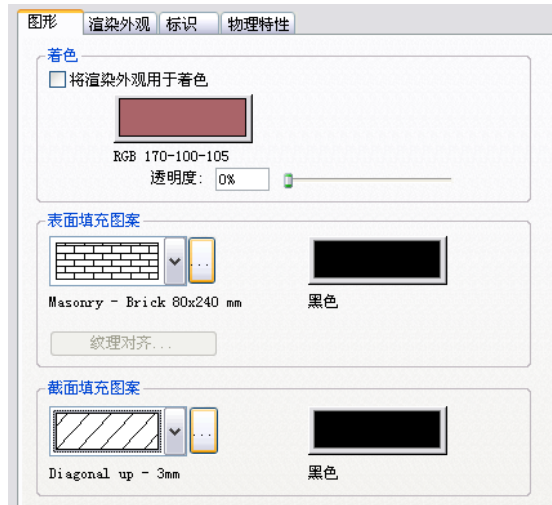 图形 渲染外观 标识 物理特性
着色
将渲染外观用于着色
RGB 170-100-105
透明度: 0%
表面填充图案
...
Masonry - Brick 80x240 mm 黑色
纹理对齐...
截面填充图案
...
Diagonal up - 3mm 黑色